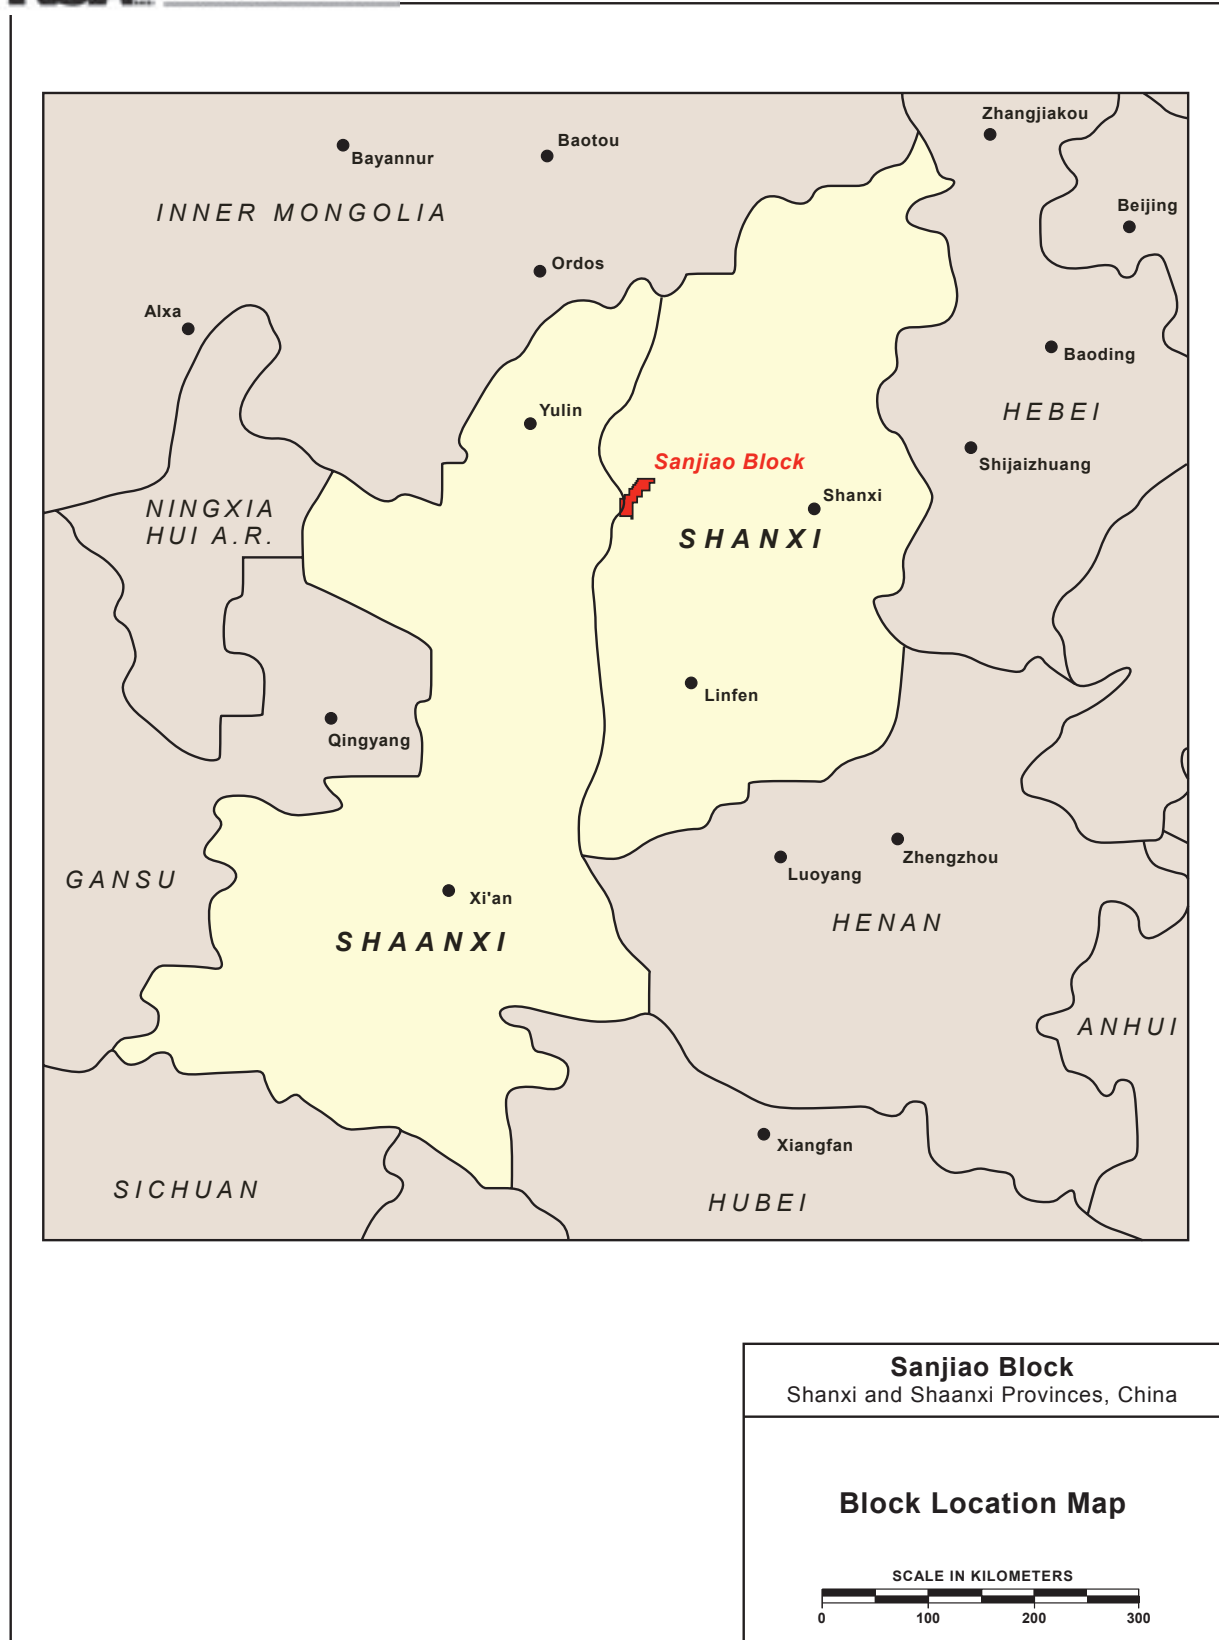 Zhangjiakou
Baotou
Bayannur
Beijing
INNER MONGOLIA
Ordos
Alxa
Baoding
Yulin
HEBEI
Sanjiao Block
Shijaizhuang
Shanxi
NINGXIA
HUI A.R.
SHANXI
Linfen
Qingyang
Zhengzhou
Luoyang
GANSU
Xi'an
HENAN
SHAANXI
ANHUI
Xiangfan
SICHUAN
HUBEI
Sanjiao Block
Shanxi and Shaanxi Provinces, China
Block Location Map
SCALE IN KILOMETERS
0 100 200 300